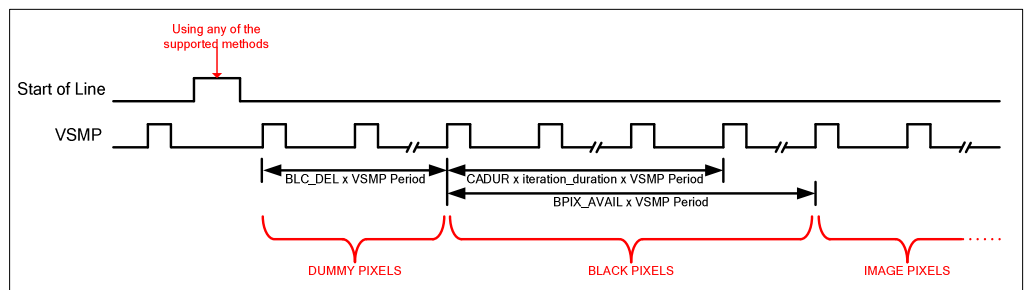 Using any of the
supported methods
Start of Line
VSMP
BLC_DEL x VSMP Period
CADUR x iteration_duration x VSMP Period
BPIX_AVAIL x VSMP Period
DUMMY PIXELS
BLACK PIXELS
IMAGE PIXELS